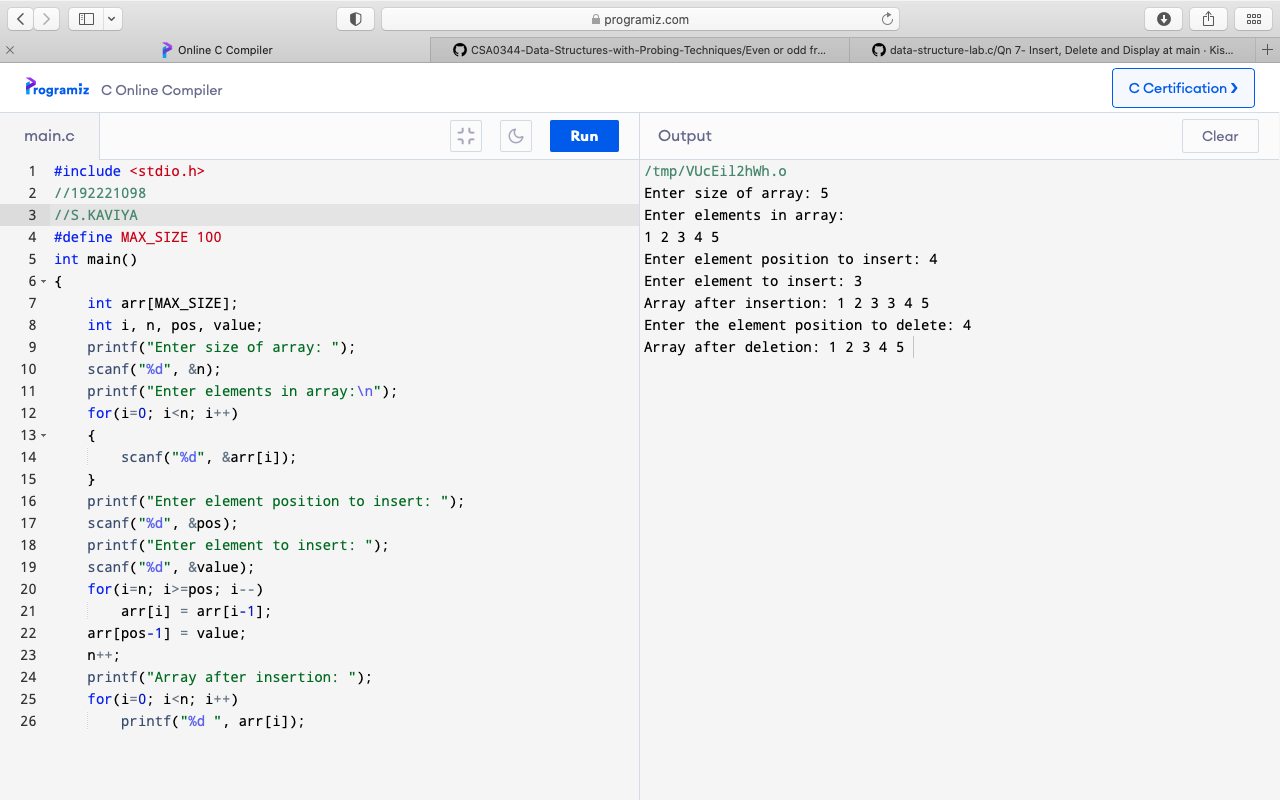 programiz.com
Online C Compiler
CSA0344-Data-Structures-with-Probing-Techniques/Even or odd fr...
data-structure-lab.c/Qn 7- Insert, Delete and Display at main · Kis...
Programiz C Online Compiler
C Certification ❯
main.c
Run
Output
Clear
1 #include <stdio.h>
2 //192221098
3 //S.KAVIYA
4 #define MAX_SIZE 100
5 int main()
6 {
7     int arr[MAX_SIZE];
8     int i, n, pos, value;
9     printf("Enter size of array: ");
10     scanf("%d", &n);
11     printf("Enter elements in array:\n");
12     for(i=0; i<n; i++)
13     {
14         scanf("%d", &arr[i]);
15     }
16     printf("Enter element position to insert: ");
17     scanf("%d", &pos);
18     printf("Enter element to insert: ");
19     scanf("%d", &value);
20     for(i=n; i>=pos; i--)
21         arr[i] = arr[i-1];
22     arr[pos-1] = value;
23     n++;
24     printf("Array after insertion: ");
25     for(i=0; i<n; i++)
26         printf("%d ", arr[i]);
/tmp/VUcEil2hWh.o
Enter size of array: 5
Enter elements in array:
1 2 3 4 5
Enter element position to insert: 4
Enter element to insert: 3
Array after insertion: 1 2 3 3 4 5
Enter the element position to delete: 4
Array after deletion: 1 2 3 4 5